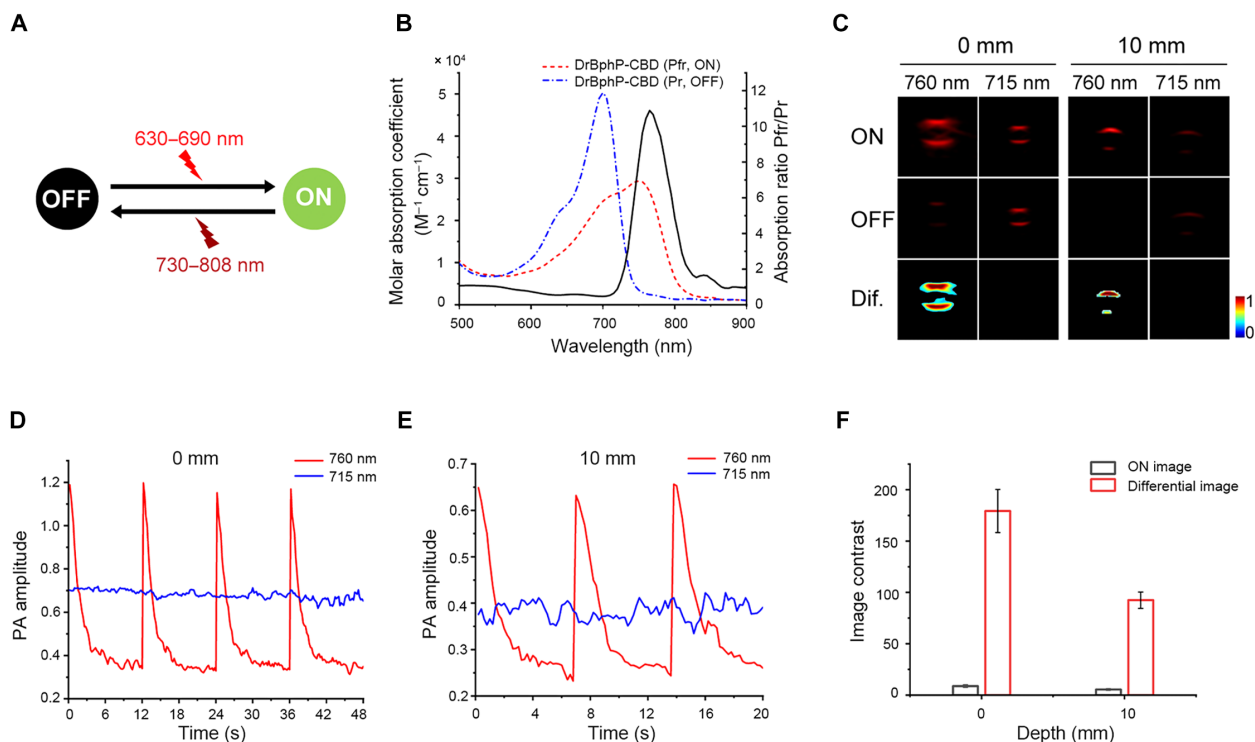 A
630–690 nm
OFF
ON
730–808 nm
B
× 10⁴
DrBphP-CBD (Pfr, ON)
DrBphP-CBD (Pr, OFF)
5
4
3
2
1
0
12
10
8
6
4
2
0
Molar absorption coefficient
(M⁻¹ cm⁻¹)
Absorption ratio Pfr/Pr
500 600 700 800 900
Wavelength (nm)
C
0 mm 10 mm
760 nm 715 nm 760 nm 715 nm
ON
OFF
Dif.
1
0
D
0 mm
760 nm
715 nm
1.2
1.0
0.8
0.6
0.4
0.2
PA amplitude
0 6 12 18 24 30 36 42 48
Time (s)
E
10 mm
760 nm
715 nm
0.7
0.6
0.5
0.4
0.3
0.2
PA amplitude
0 4 8 12 16 20
Time (s)
F
ON image
Differential image
200
150
100
50
0
Image contrast
0 10
Depth (mm)